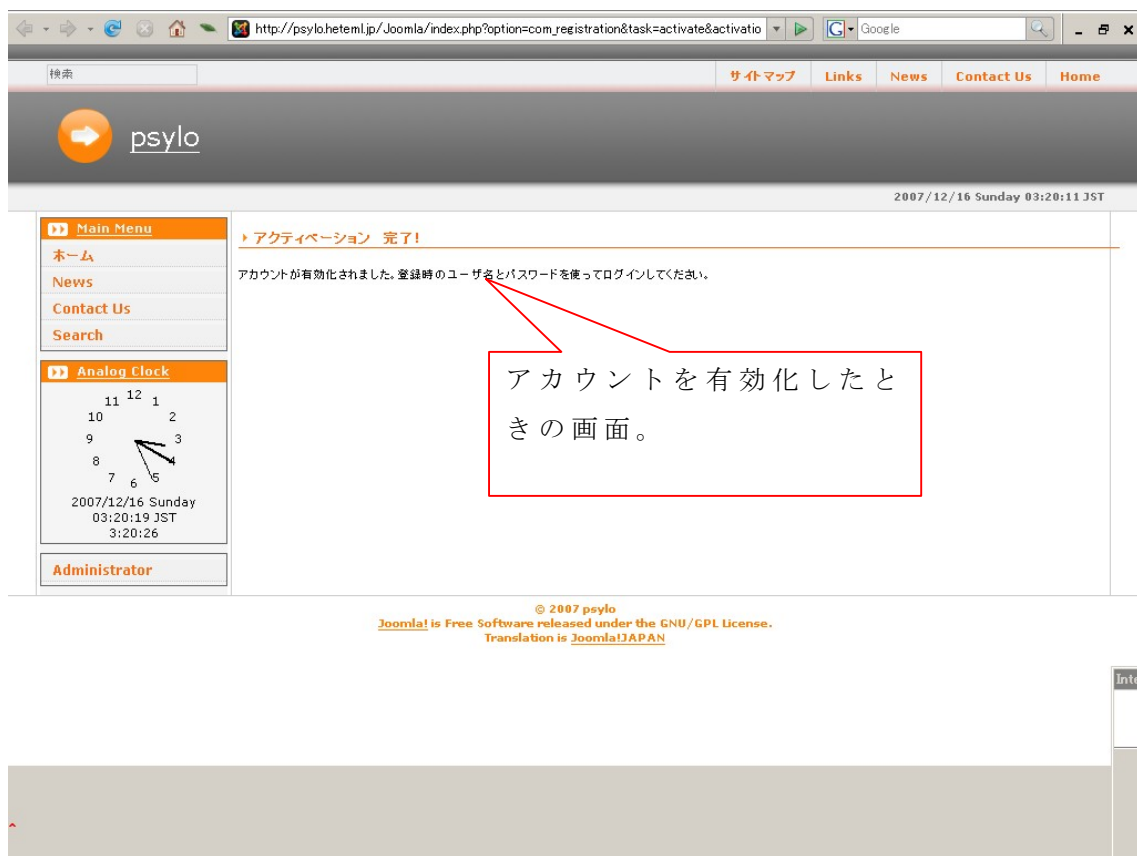 http://psylo.heteml.jp/Joomla/index.php?option=com_registration&task=activate&activatio
Google
検索
サイトマップ Links News Contact Us Home
psylo
2007/12/16 Sunday 03:20:11 JST
Main Menu
ホーム
News
Contact Us
Search
アクティベーション 完了!
アカウントが有効化されました。登録時のユーザ名とパスワードを使ってログインしてください。
アカウントを有効化したと
きの画面。
Analog Clock
12
11 1
10 2
9 3
8 4
7 5
6
2007/12/16 Sunday
03:20:19 JST
3:20:26
Administrator
© 2007 psylo
Joomla! is Free Software released under the GNU/GPL License.
Translation is Joomla!JAPAN
Inte